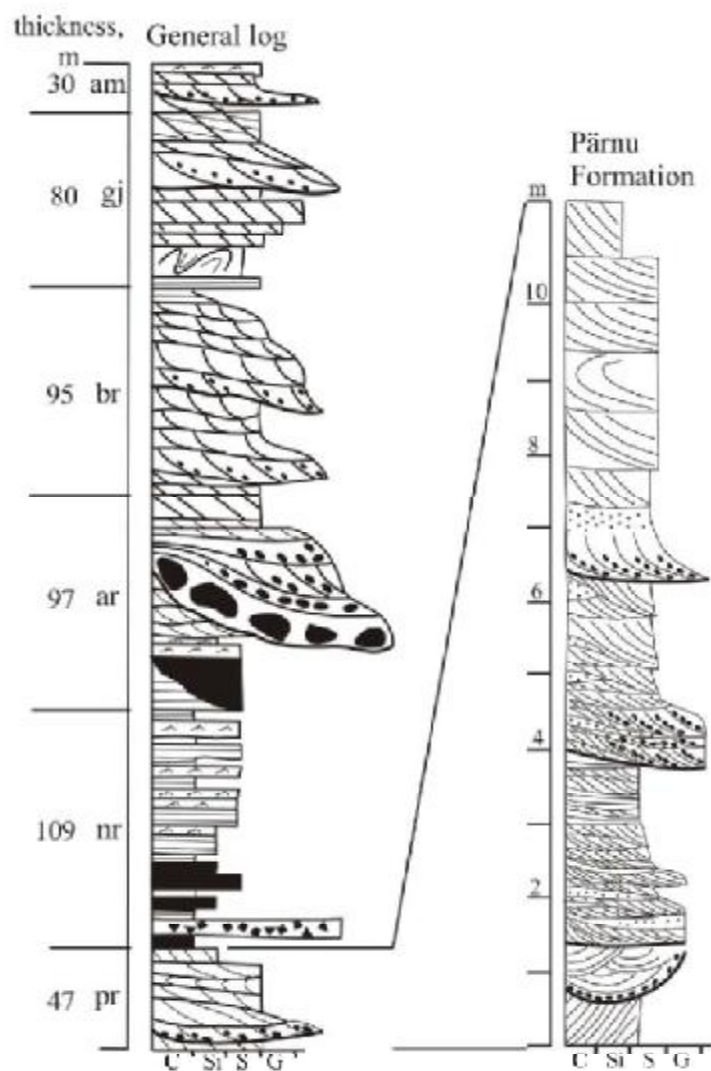 thickness,
m
General log
30 am
80 gj
95 br
97 ar
109 nr
47 pr
C Si S G
Pärnu
Formation
m
10
8
6
4
2
C Si S G